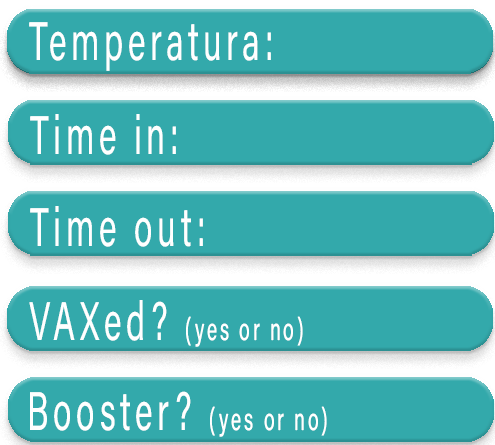 Temperatura:
Time in:
Time out:
VAXed? (yes or no)
Booster? (yes or no)